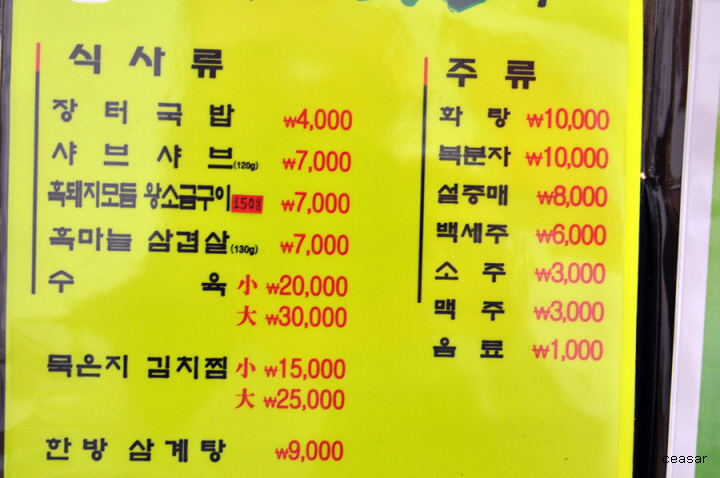 식 사 류
장 터 국 밥 ₩4,000
샤 브 샤 브(120g) ₩7,000
흑돼지모듬 왕소금구이 150g ₩7,000
흑마늘 삼겹살(130g) ₩7,000
수 육 小 ₩20,000
大 ₩30,000
묵은지 김치찜 小 ₩15,000
大 ₩25,000
한 방 삼 계 탕 ₩9,000
주 류
화 탕 ₩10,000
복분자 ₩10,000
설중매 ₩8,000
백세주 ₩6,000
소 주 ₩3,000
맥 주 ₩3,000
음 료 ₩1,000
ceasar